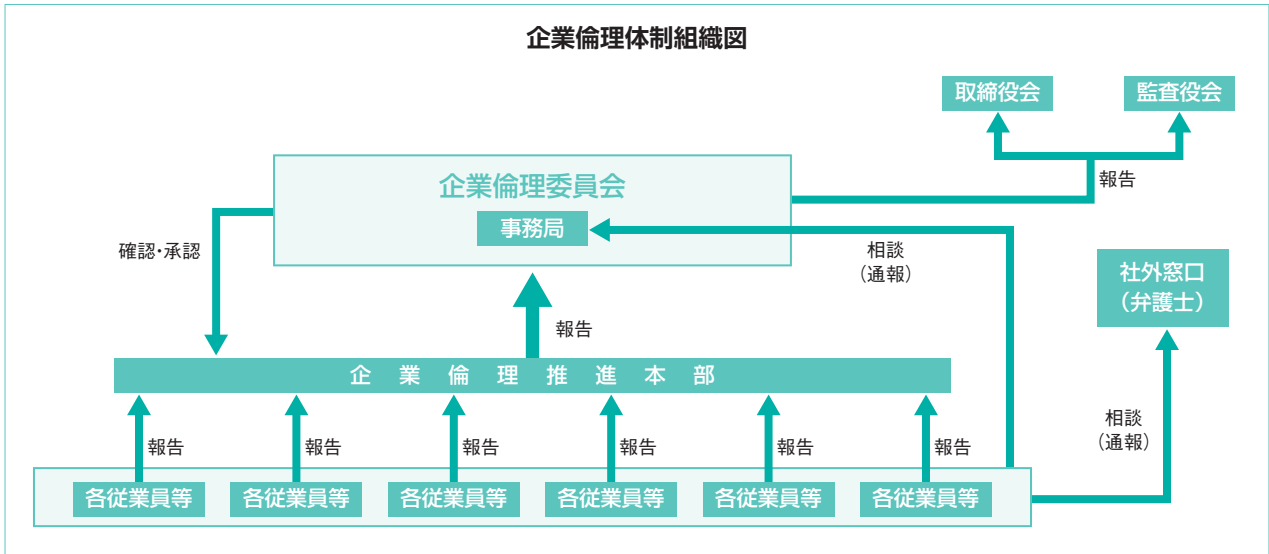 企業倫理体制組織図
取締役会
監査役会
報告
企業倫理委員会
事務局
確認・承認
相談
（通報）
社外窓口
（弁護士）
報告
企業倫理推進本部
報告
報告
報告
報告
報告
報告
相談
（通報）
各従業員等
各従業員等
各従業員等
各従業員等
各従業員等
各従業員等